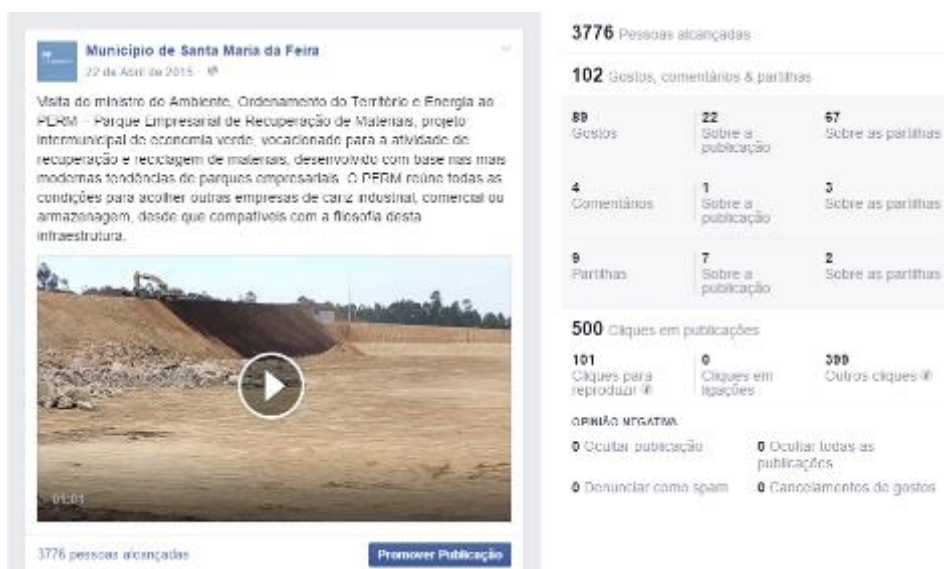 Município de Santa Maria da Feira
22 de Abril de 2015
Visita do ministro do Ambiente, Ordenamento do Território e Energia ao
PERM – Parque Empresarial de Recuperação de Materiais, projeto
intermunicipal de economia verde, vocacionado para a atividade de
recuperação e reciclagem de materiais, desenvolvido com base nas mais
modernas tendências de parques empresariais. O PERM reúne todas as
condições para acolher outras empresas de cariz industrial, comercial ou
armazenagem, desde que compatíveis com a filosofia desta
infraestrutura.
01:01
3776 pessoas alcançadas
Promover Publicação
3776 Pessoas alcançadas
102 Gostos, comentários & partilhas
89
Gostos
22
Sobre a
publicação
67
Sobre as partilhas
4
Comentários
1
Sobre a
publicação
3
Sobre as partilhas
9
Partilhas
7
Sobre a
publicação
2
Sobre as partilhas
500 Cliques em publicações
101
Cliques para
reproduzir
0
Cliques em
ligações
399
Outros cliques
OPINIÃO NEGATIVA
0 Ocultar publicação
0 Ocultar todas as
publicações
0 Denunciar como spam
0 Cancelamentos de gostos